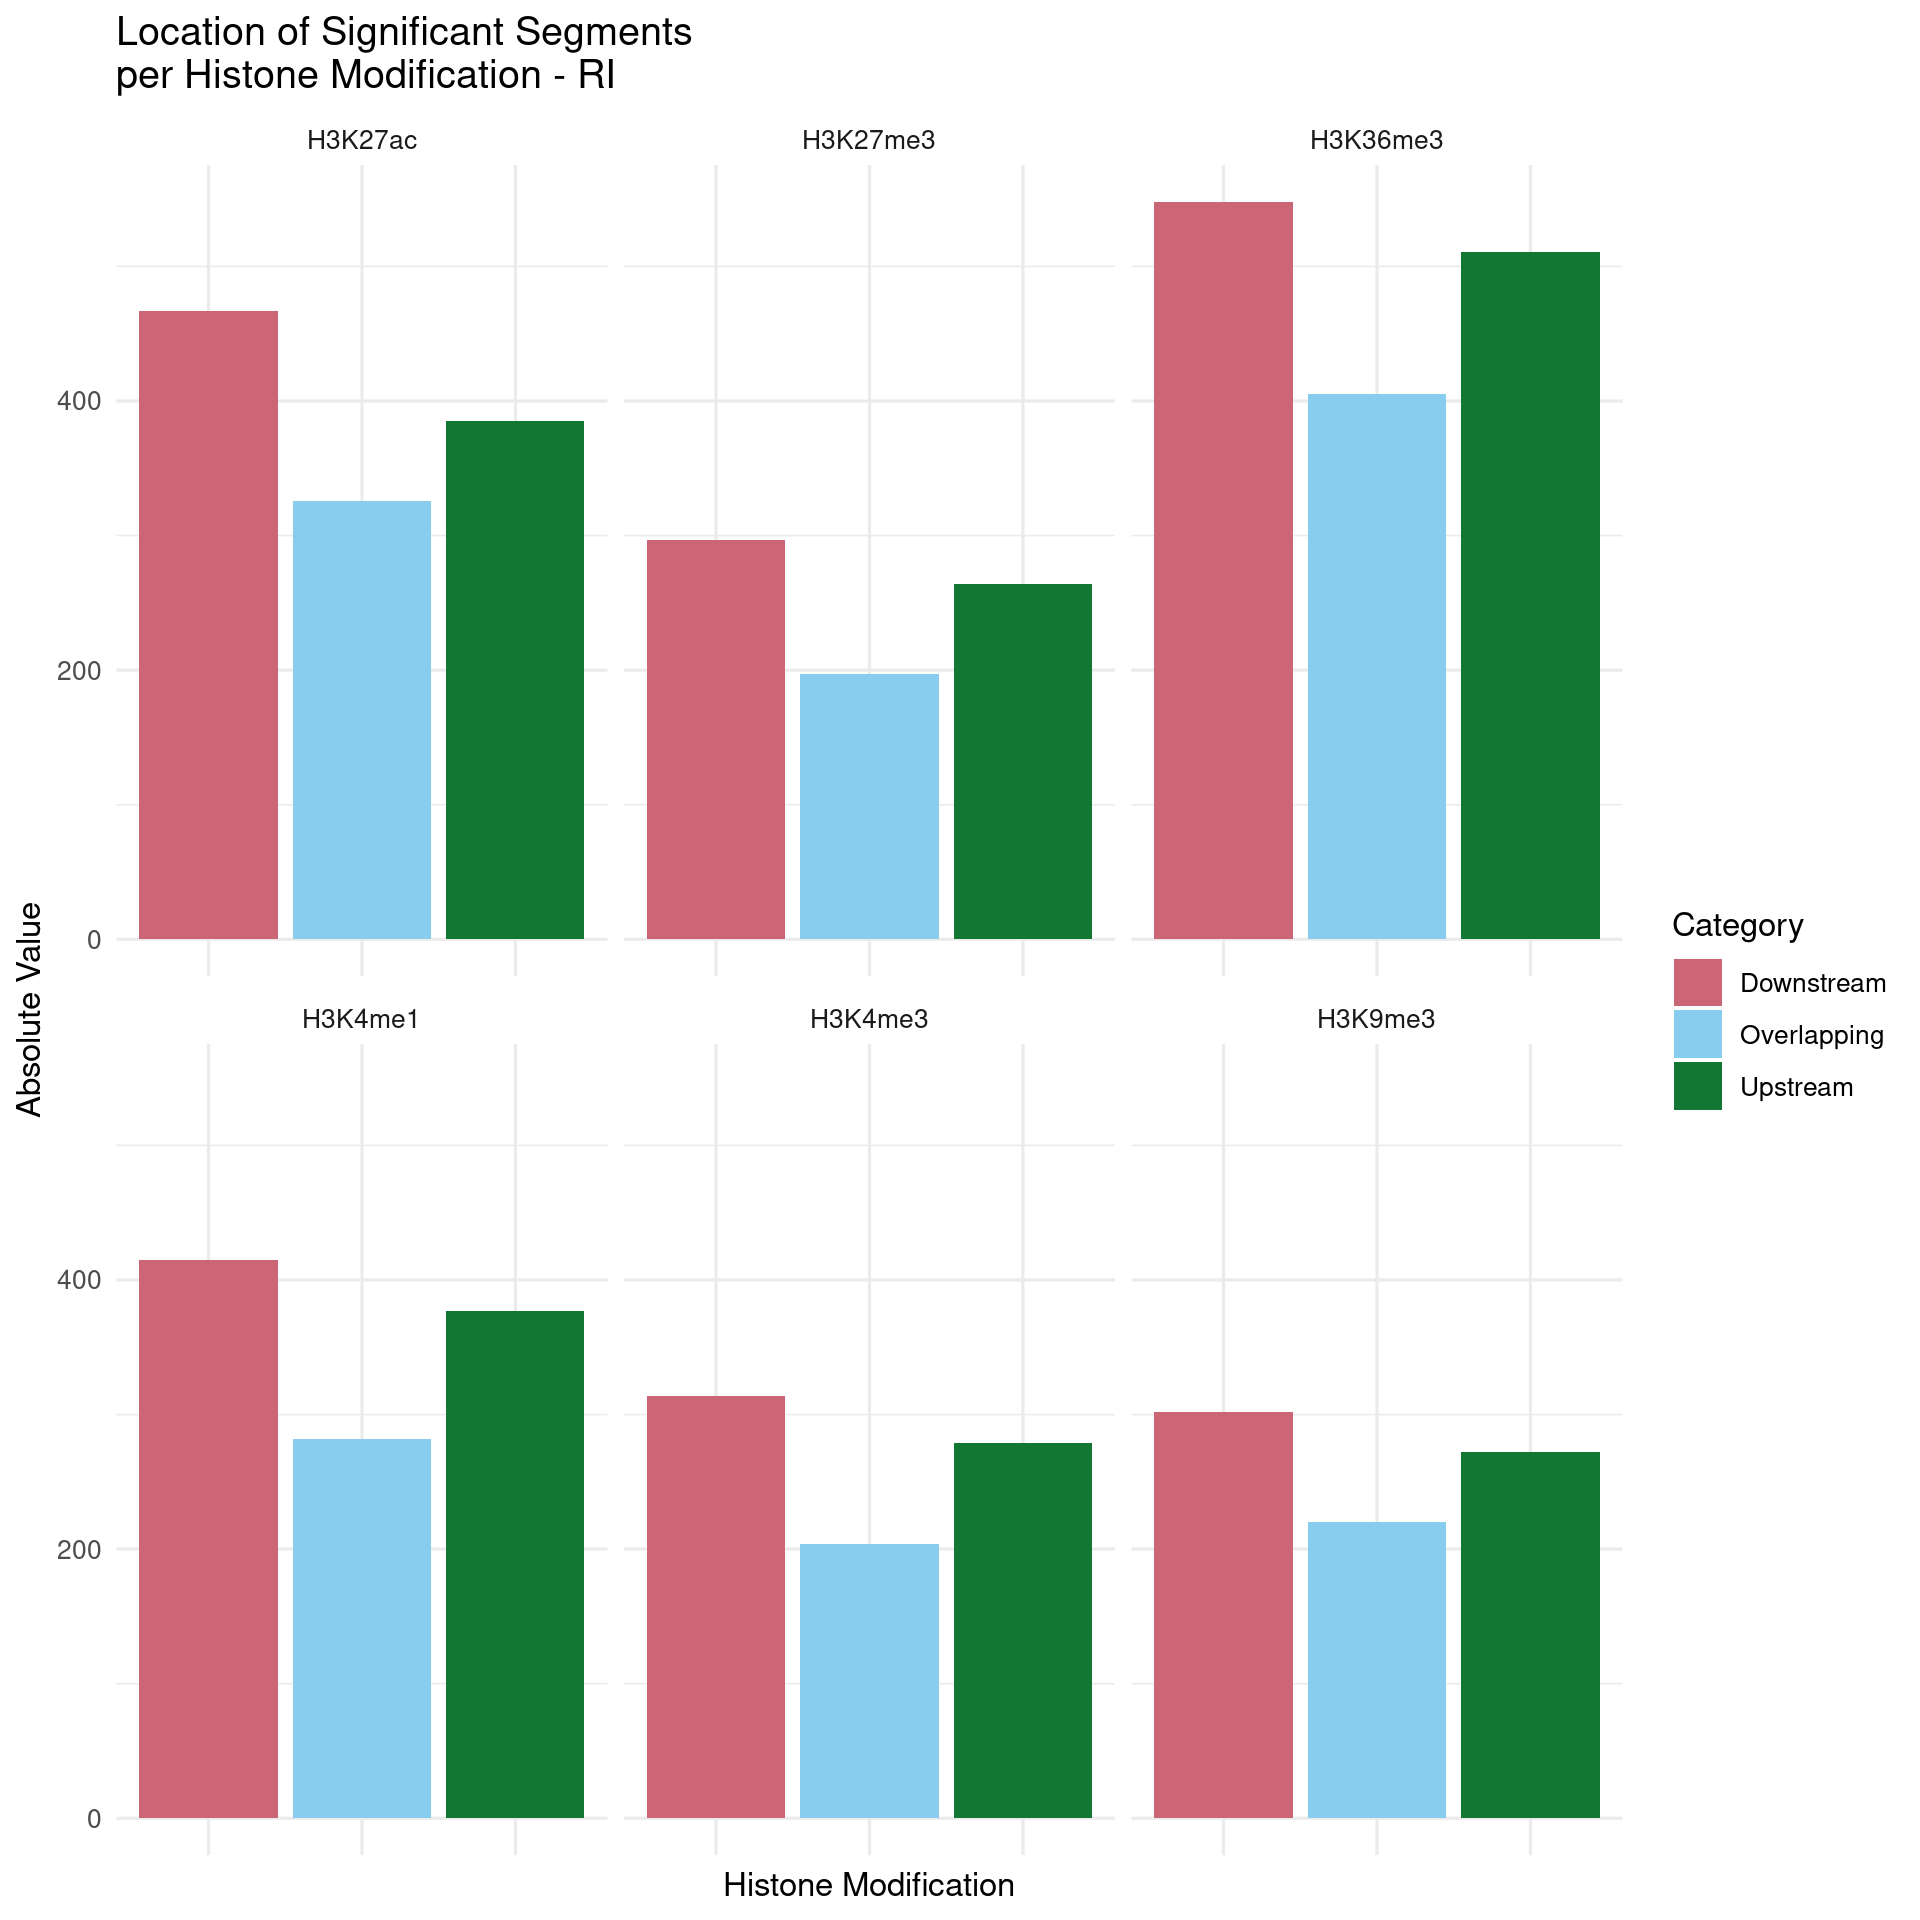 Location of Significant Segments
per Histone Modification - RI
H3K27ac
H3K27me3
H3K36me3
400
200
0
H3K4me1
H3K4me3
H3K9me3
400
200
0
Absolute Value
Histone Modification
Category
Downstream
Overlapping
Upstream